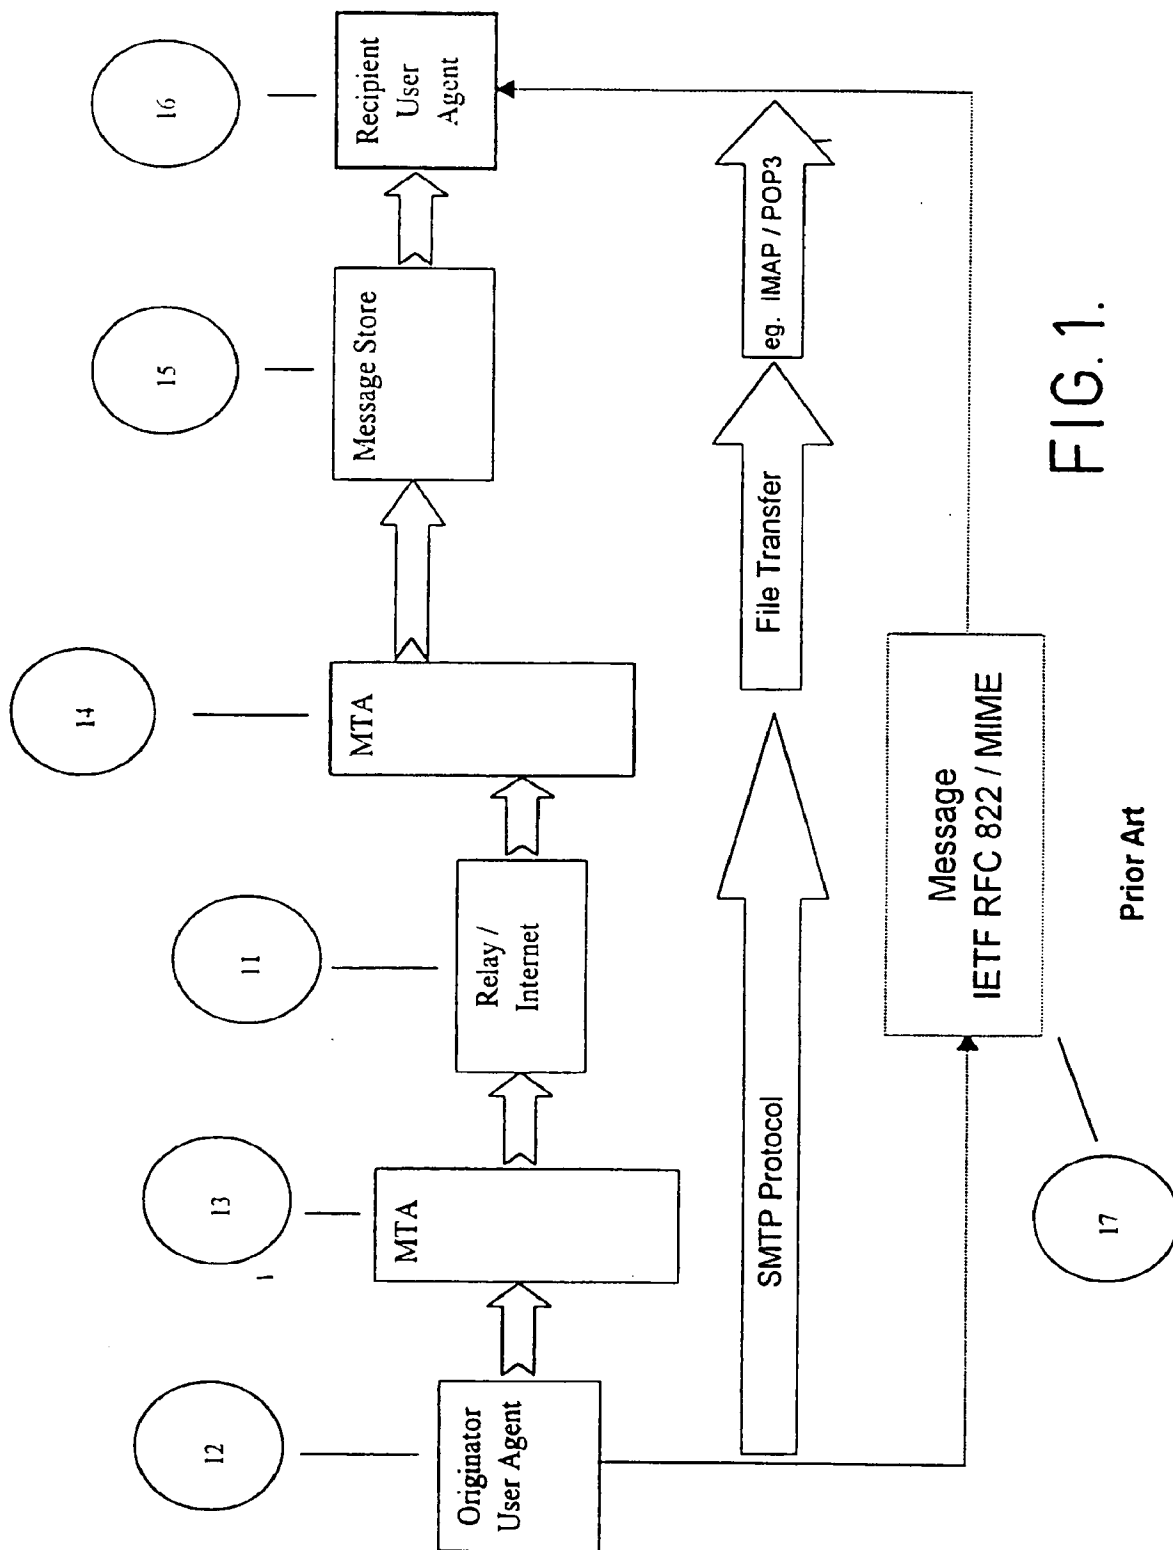 12
13
11
14
15
16
Originator
User Agent
MTA
Relay /
Internet
MTA
Message Store
Recipient
User
Agent
SMTP Protocol
File Transfer
eg. IMAP / POP3
Message
IETF RFC 822 / MIME
17
Prior Art
FIG. 1.